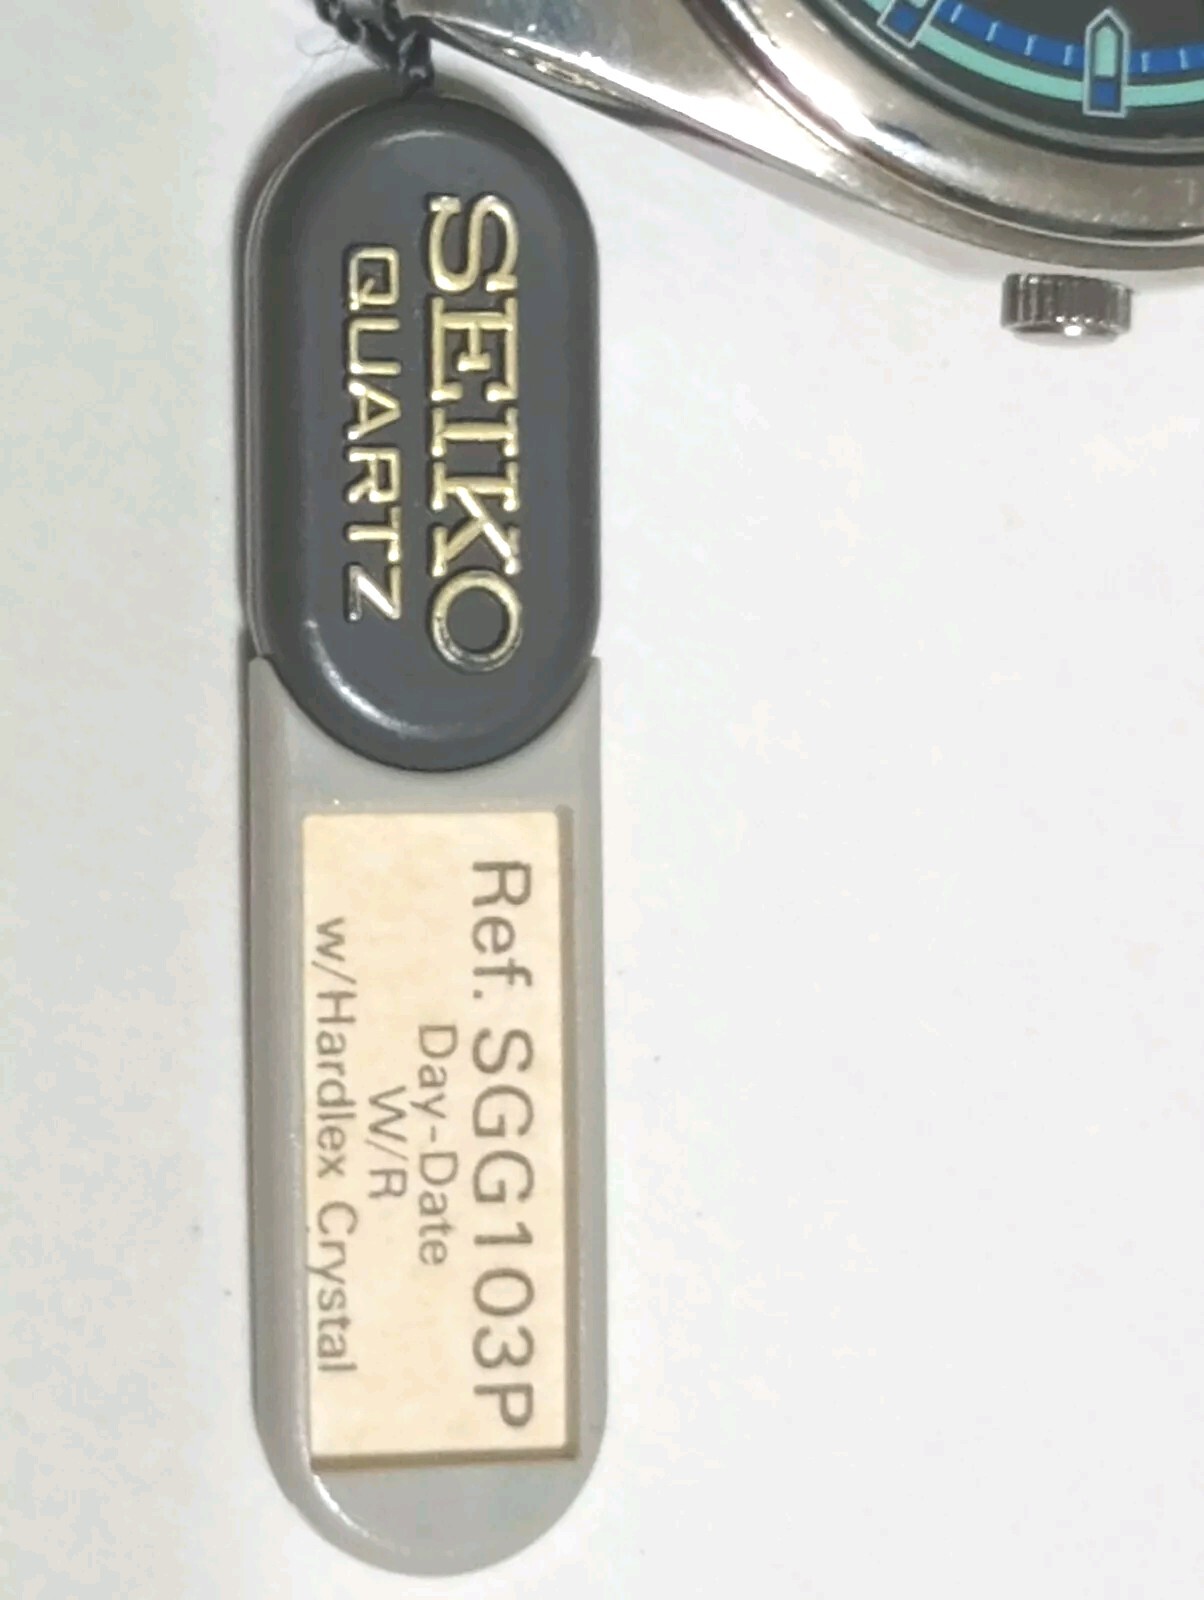 SEIKO
QUARTZ
Ref. SGG103P
Day-Date
W/R
w/Hardlex Crystal